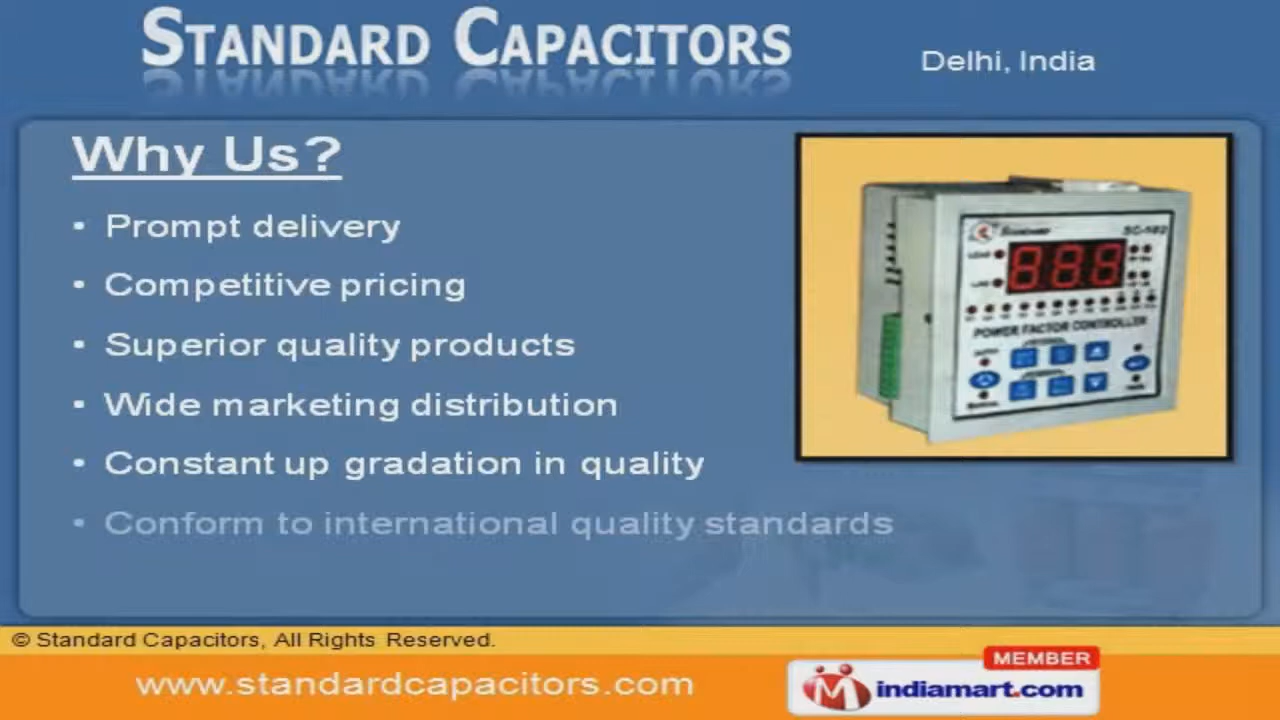 STANDARD CAPACITORS
Delhi, India
Why Us?
• Prompt delivery
• Competitive pricing
• Superior quality products
• Wide marketing distribution
• Constant up gradation in quality
• Conform to international quality standards
888
POWER FACTOR CONTROLLER
© Standard Capacitors, All Rights Reserved.
www.standardcapacitors.com
MEMBER
indiamart.com